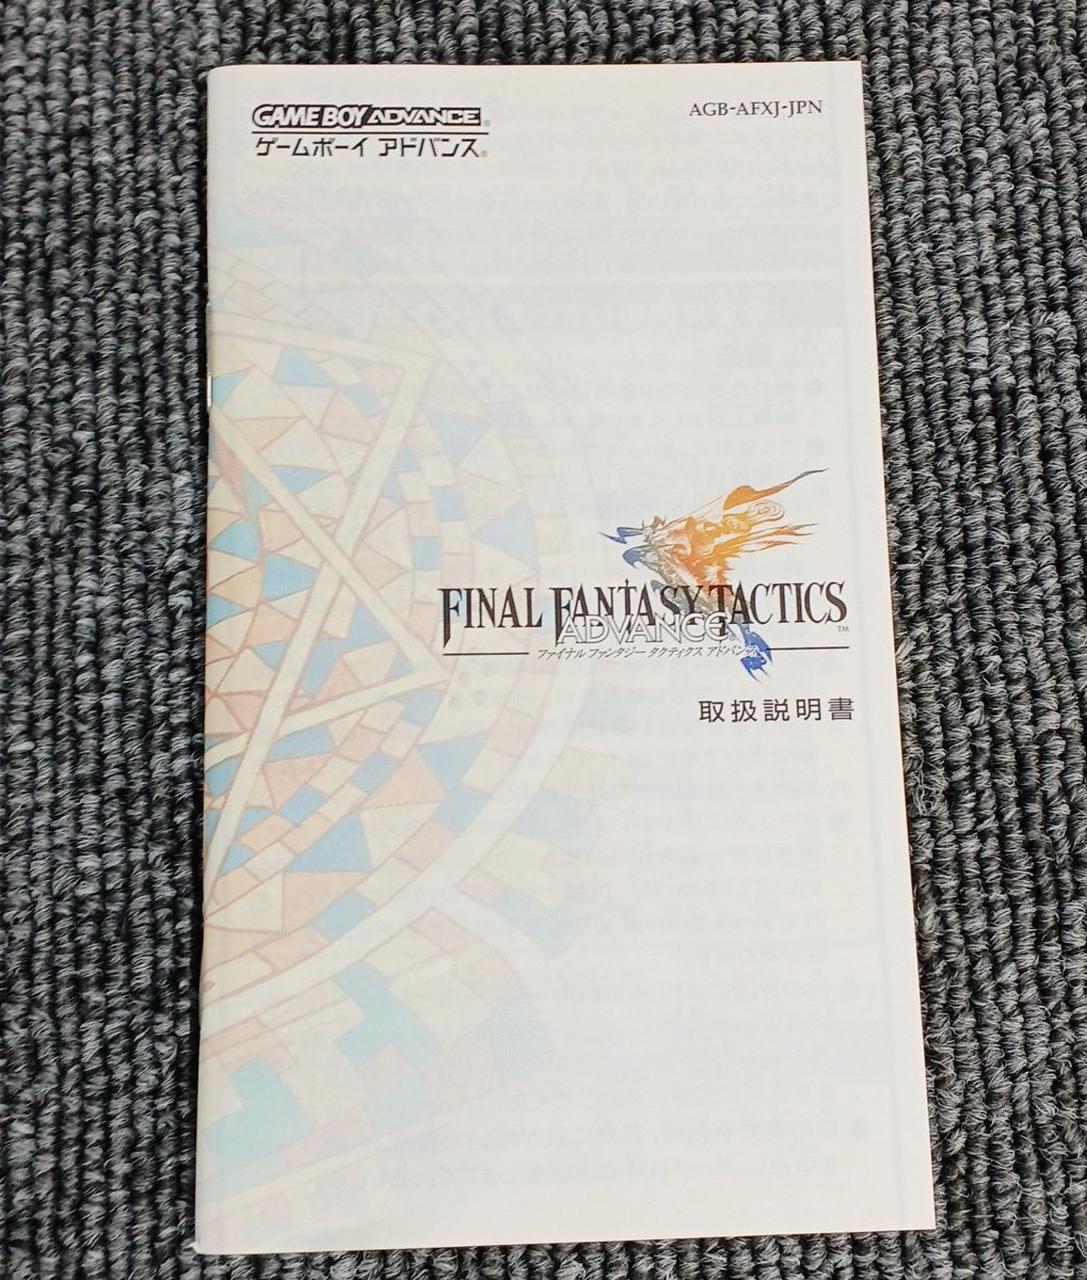 GAME BOY ADVANCE®
ゲームボーイ アドバンス®
AGB-AFXJ-JPN
FINAL FANTASY TACTICS
ADVANCE™
ファイナルファンタジータクティクス アドバンス
取扱説明書